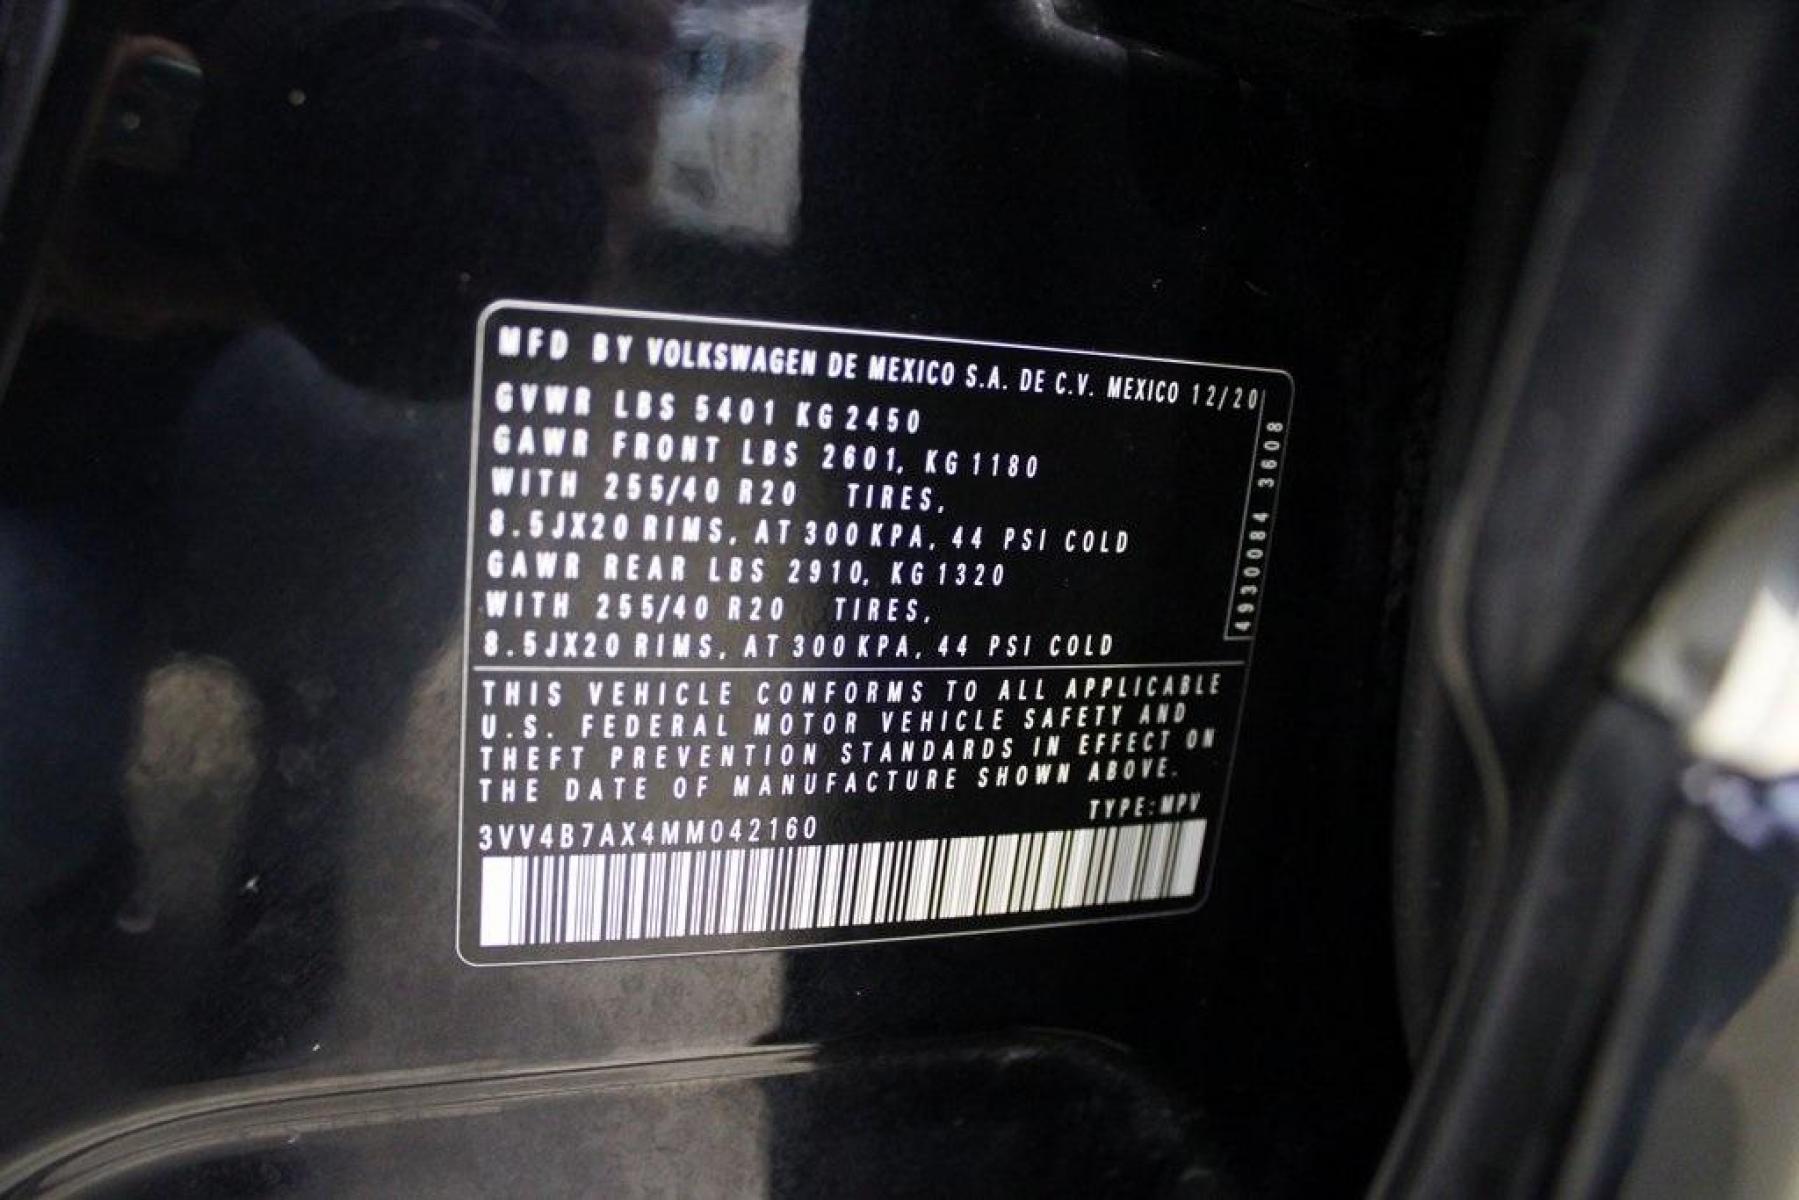 MFD BY VOLKSWAGEN DE MEXICO S.A. DE C.V. MEXICO 12/20
GVWR LBS 5401 KG 2450
GAWR FRONT LBS 2601, KG 1180
WITH 255/40 R20 TIRES,
8.5JX20 RIMS, AT 300 KPA, 44 PSI COLD
GAWR REAR LBS 2910, KG 1320
WITH 255/40 R20 TIRES,
8.5JX20 RIMS, AT 300 KPA, 44 PSI COLD
4930084 3608
THIS VEHICLE CONFORMS TO ALL APPLICABLE
U.S. FEDERAL MOTOR VEHICLE SAFETY AND
THEFT PREVENTION STANDARDS IN EFFECT ON
THE DATE OF MANUFACTURE SHOWN ABOVE.
TYPE:MPV
3VV4B7AX4MM042160